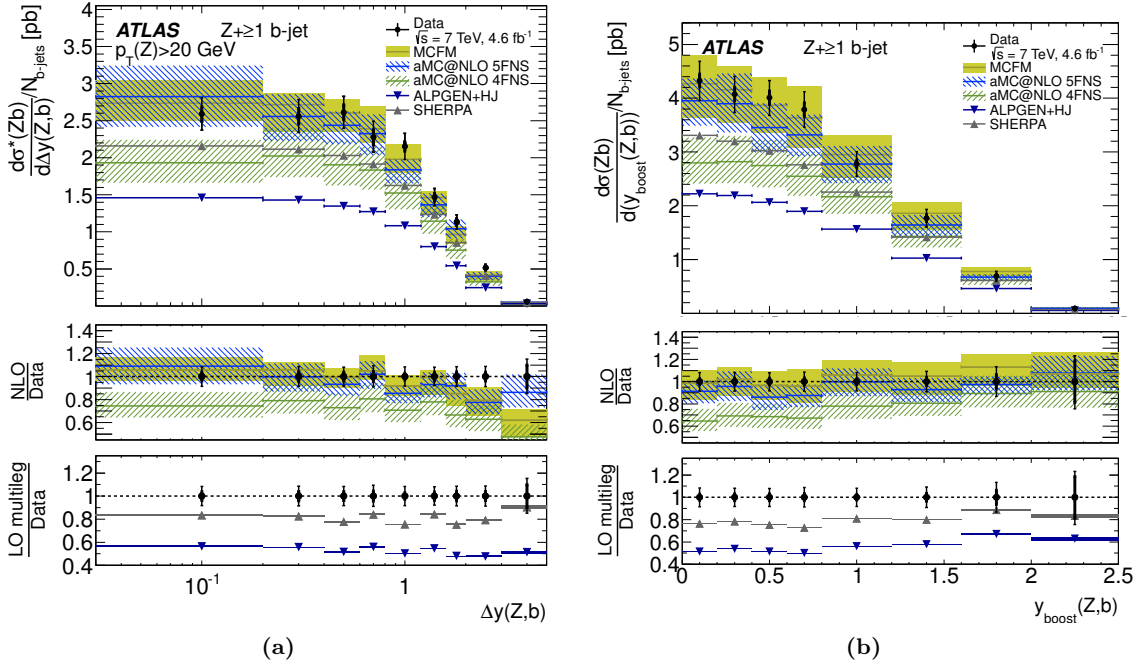 dσ*(Zb)
dΔy(Z,b) /N_b-jets [pb]
4
3.5
3
2.5
2
1.5
1
0.5
ATLAS Z+≥1 b-jet
p_T(Z)>20 GeV
Data
√s = 7 TeV, 4.6 fb⁻¹
MCFM
aMC@NLO 5FNS
aMC@NLO 4FNS
ALPGEN+HJ
SHERPA
NLO
Data
1.4
1.2
1
0.8
0.6
LO multileg
Data
1.2
1
0.8
0.6
0.4
10⁻¹
1
Δy(Z,b)
(a)
dσ(Zb)
d(y_boost(Z,b)) /N_b-jets [pb]
5
4
3
2
1
ATLAS Z+≥1 b-jet
Data
√s = 7 TeV, 4.6 fb⁻¹
MCFM
aMC@NLO 5FNS
aMC@NLO 4FNS
ALPGEN+HJ
SHERPA
NLO
Data
1.4
1.2
1
0.8
0.6
LO multileg
Data
1.2
1
0.8
0.6
0.4
0 0.5 1 1.5 2 2.5
y_boost(Z,b)
(b)